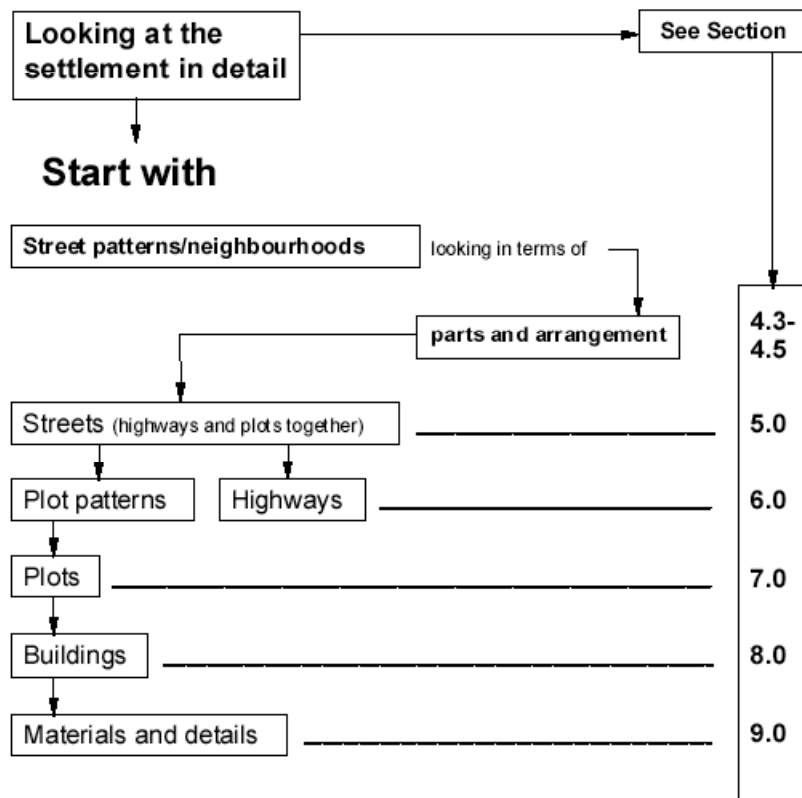 Looking at the
settlement in detail
See Section
Start with
Street patterns/neighbourhoods looking in terms of
parts and arrangement
4.3-
4.5
Streets (highways and plots together)
5.0
Plot patterns
Highways
6.0
Plots
7.0
Buildings
8.0
Materials and details
9.0